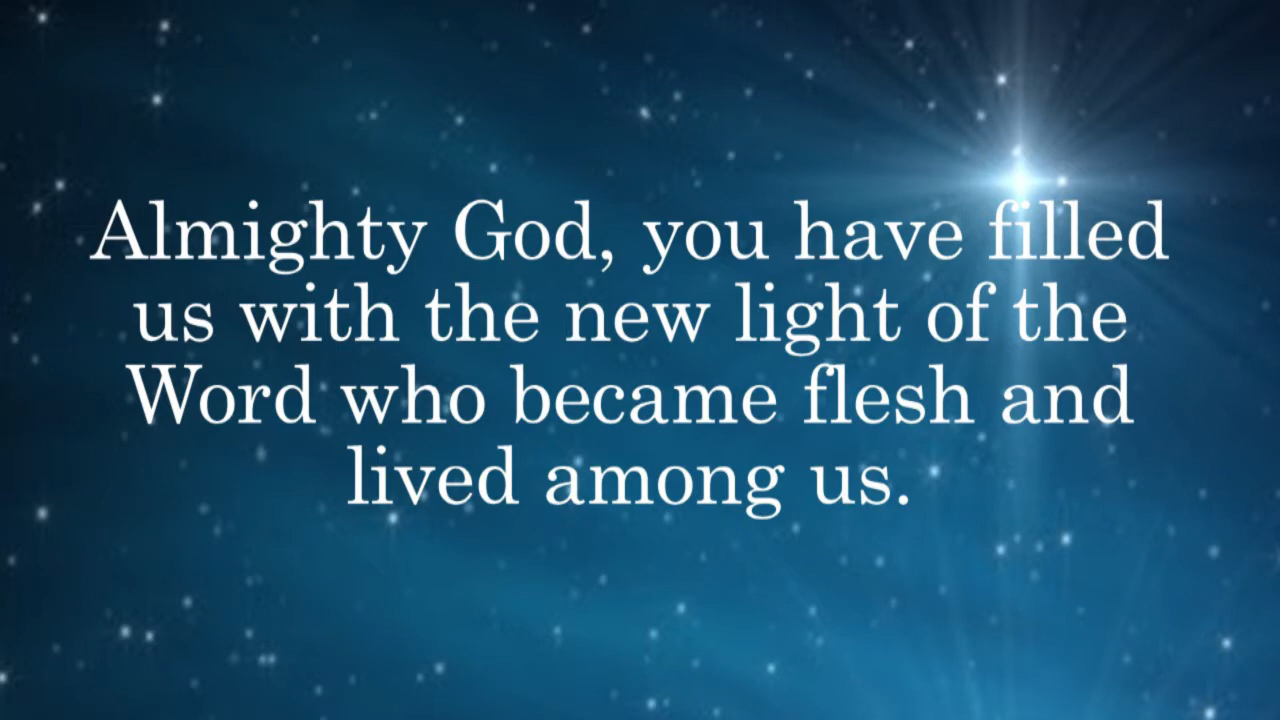 Almighty God, you have filled
us with the new light of the
Word who became flesh and
lived among us.